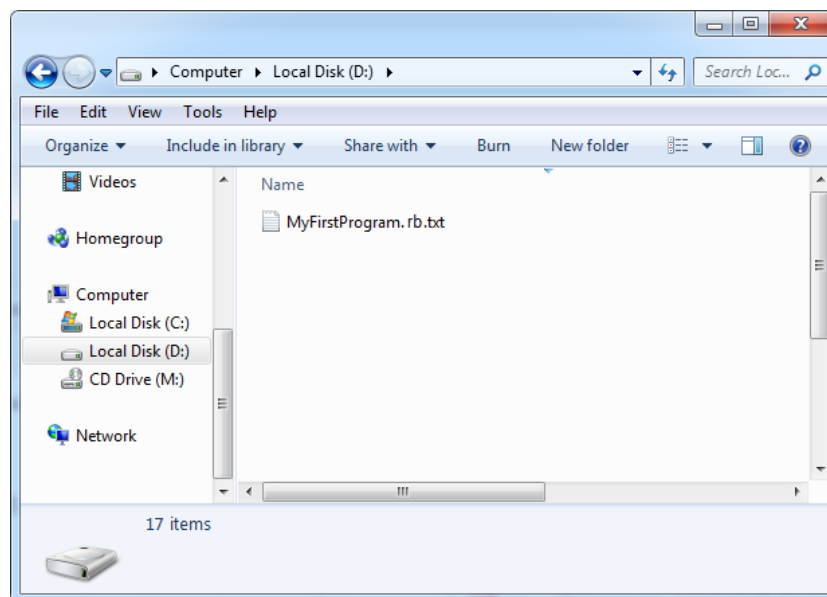 Computer Local Disk (D:) Search Loc...
File Edit View Tools Help
Organize Include in library Share with Burn New folder
Videos
Homegroup
Computer
Local Disk (C:)
Local Disk (D:)
CD Drive (M:)
Network
Name
MyFirstProgram.rb.txt
17 items